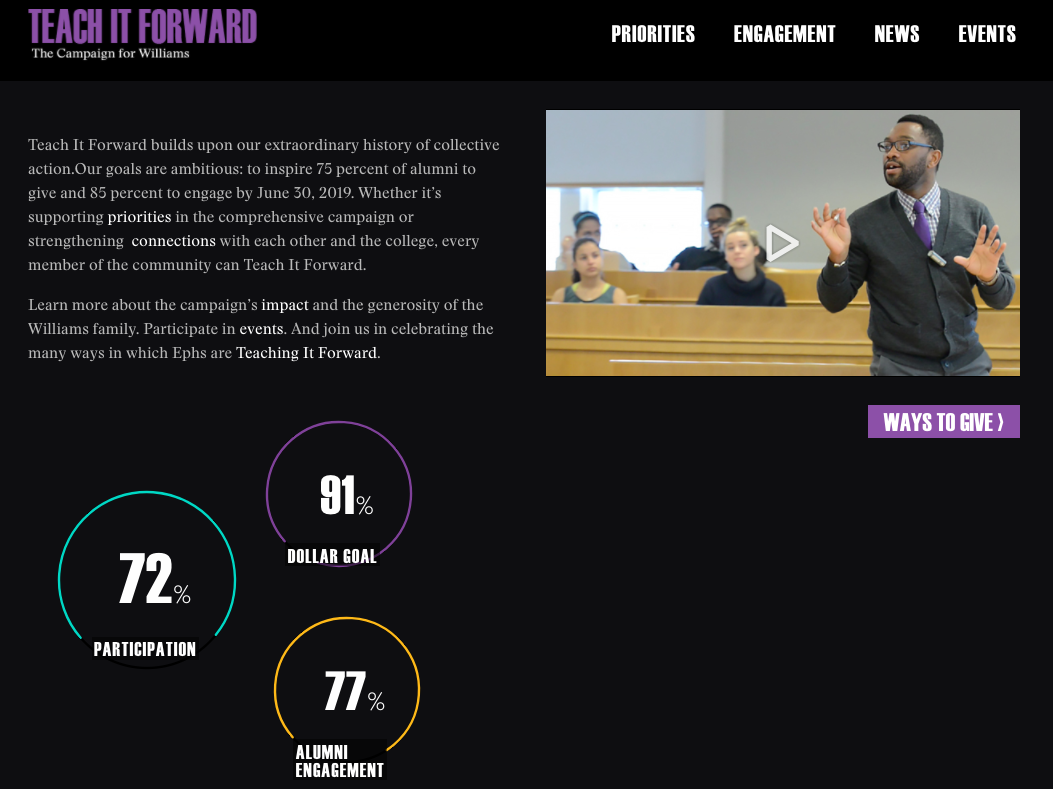 TEACH IT FORWARD
The Campaign for Williams
PRIORITIES ENGAGEMENT NEWS EVENTS
Teach It Forward builds upon our extraordinary history of collective
action.Our goals are ambitious: to inspire 75 percent of alumni to
give and 85 percent to engage by June 30, 2019. Whether it's
supporting priorities in the comprehensive campaign or
strengthening connections with each other and the college, every
member of the community can Teach It Forward.
Learn more about the campaign's impact and the generosity of the
Williams family. Participate in events. And join us in celebrating the
many ways in which Ephs are Teaching It Forward.
WAYS TO GIVE ⟩
91%
DOLLAR GOAL
72%
PARTICIPATION
77%
ALUMNI
ENGAGEMENT